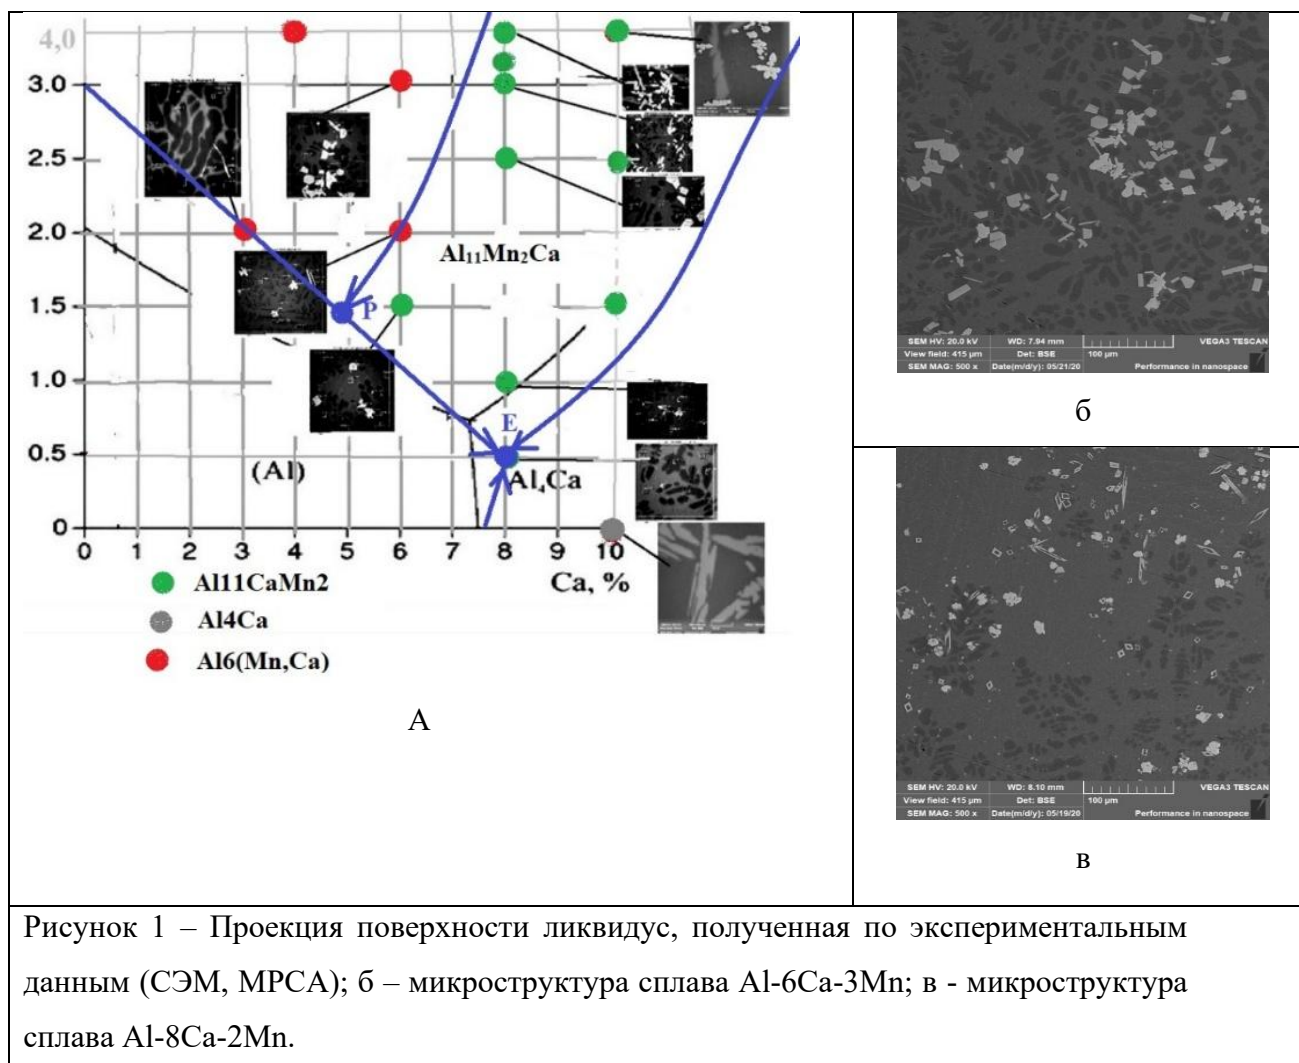 4,0
3.0
2.5
2.0
1.5
1.0
0.5
0
Al₁₁Mn₂Ca
P
E
(Al)
Al₄Ca
0 1 2 3 4 5 6 7 8 9 10
Ca, %
Al11CaMn2
Al4Ca
Al6(Mn,Ca)
А
SEM HV: 20.0 kV WD: 7.94 mm VEGA3 TESCAN
View field: 415 µm Det: BSE 100 µm
SEM MAG: 500 x Date(m/d/y): 05/21/20 Performance in nanospace
б
SEM HV: 20.0 kV WD: 8.10 mm VEGA3 TESCAN
View field: 415 µm Det: BSE 100 µm
SEM MAG: 500 x Date(m/d/y): 05/19/20 Performance in nanospace
в
Рисунок 1 – Проекция поверхности ликвидус, полученная по экспериментальным
данным (СЭМ, МРСА); б – микроструктура сплава Al-6Ca-3Mn; в - микроструктура
сплава Al-8Ca-2Mn.